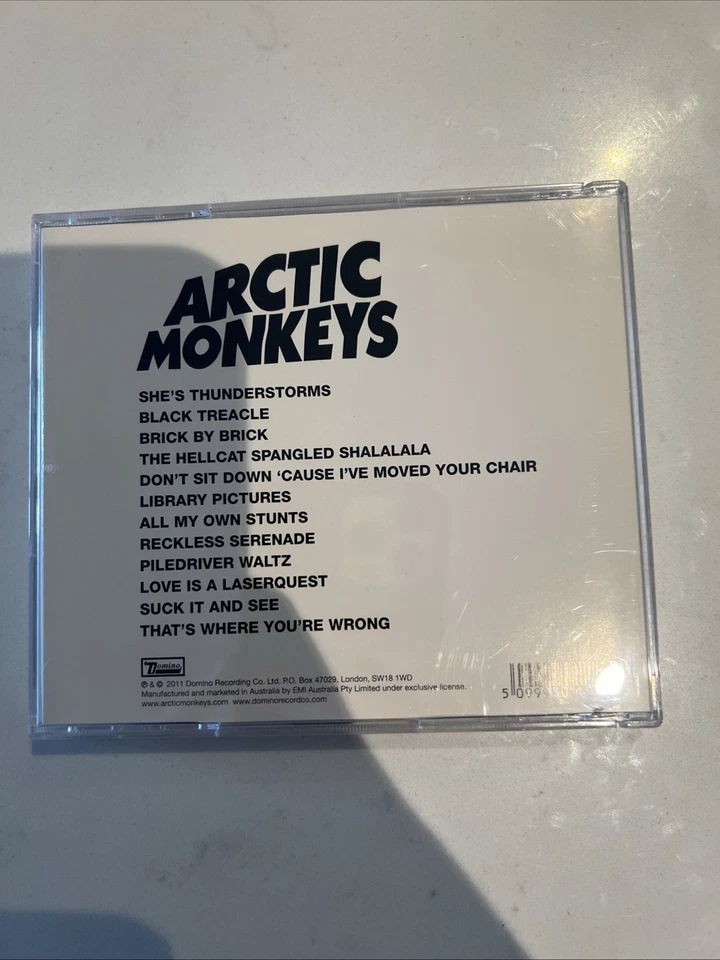 ARCTIC
MONKEYS
SHE'S THUNDERSTORMS
BLACK TREACLE
BRICK BY BRICK
THE HELLCAT SPANGLED SHALALALA
DON'T SIT DOWN 'CAUSE I'VE MOVED YOUR CHAIR
LIBRARY PICTURES
ALL MY OWN STUNTS
RECKLESS SERENADE
PILEDRIVER WALTZ
LOVE IS A LASERQUEST
SUCK IT AND SEE
THAT'S WHERE YOU'RE WRONG
Domino
℗ & © 2011 Domino Recording Co. Ltd. P.O. Box 47029, London, SW18 1WD
Manufactured and marketed in Australia by EMI Australia Pty Limited under exclusive license.
www.arcticmonkeys.com www.dominorecordco.com